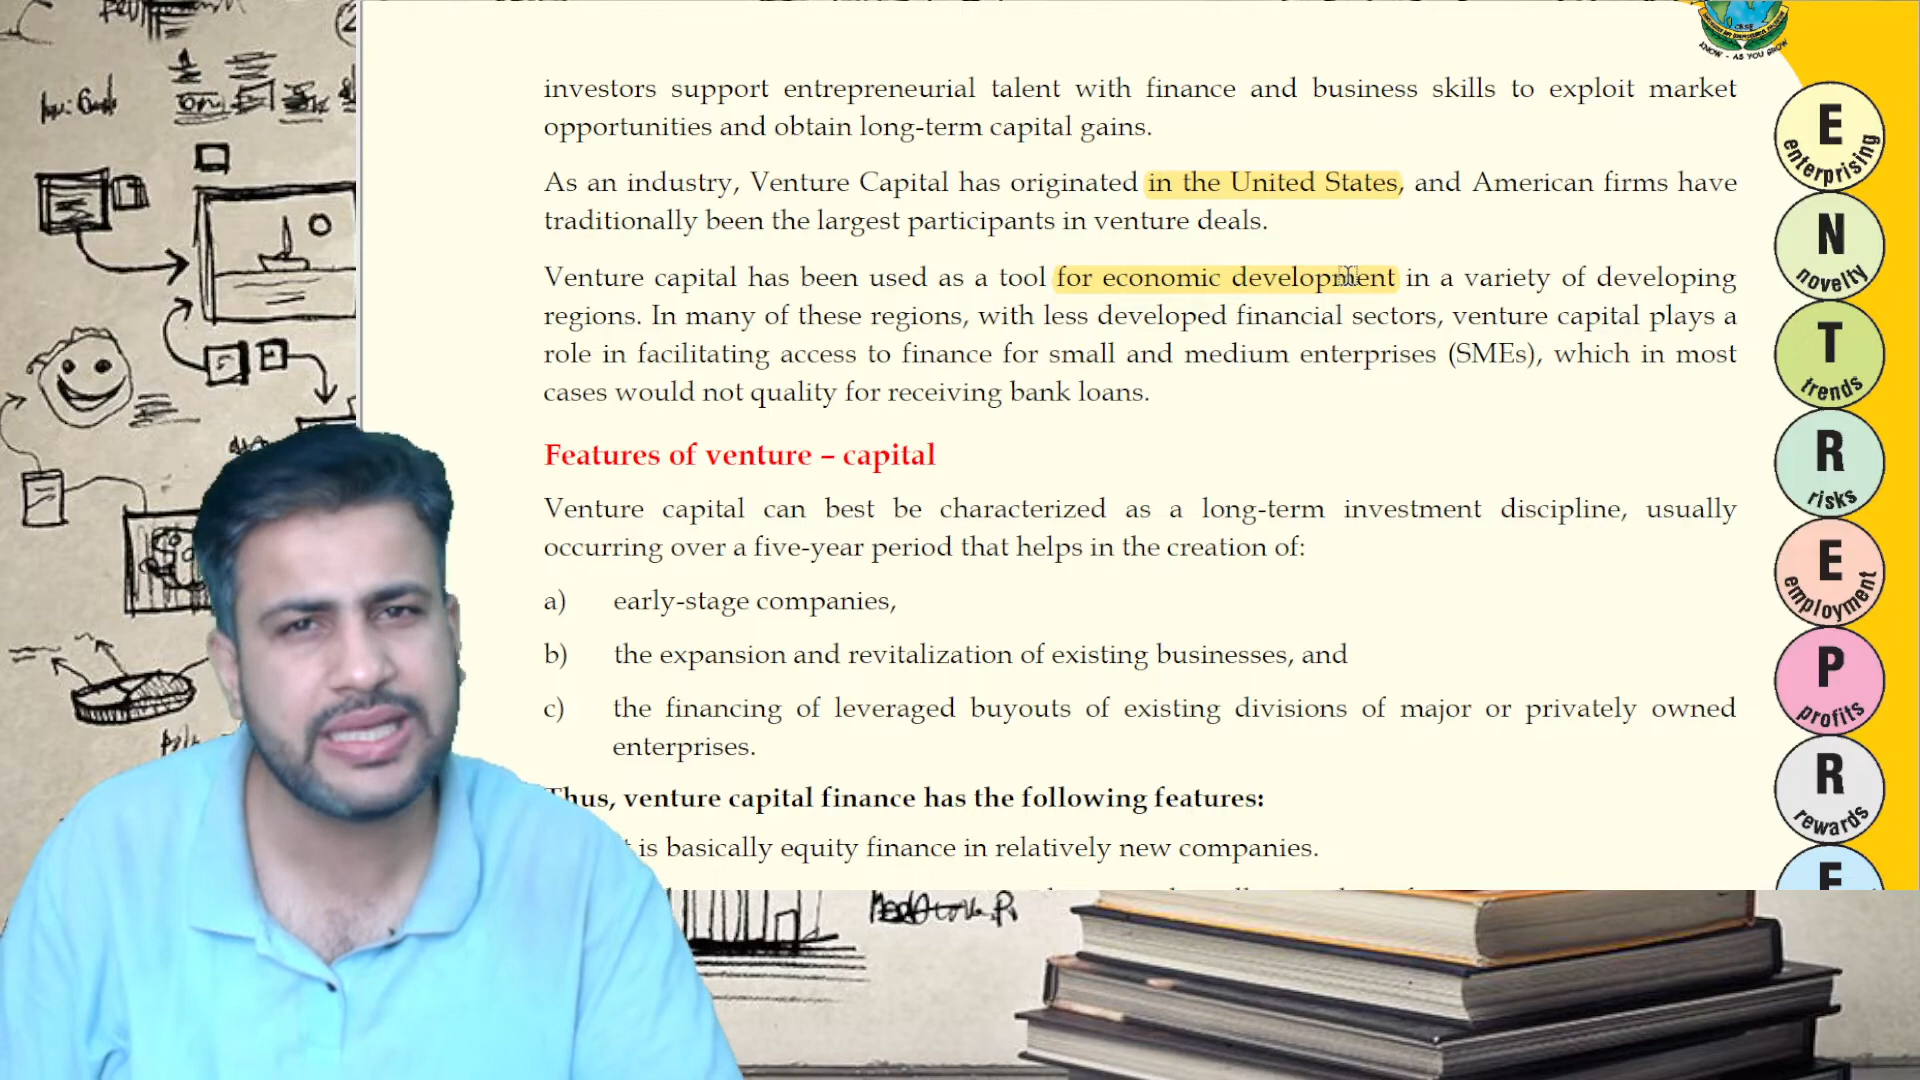 investors support entrepreneurial talent with finance and business skills to exploit market
opportunities and obtain long-term capital gains.
As an industry, Venture Capital has originated in the United States, and American firms have
traditionally been the largest participants in venture deals.
Venture capital has been used as a tool for economic development in a variety of developing
regions. In many of these regions, with less developed financial sectors, venture capital plays a
role in facilitating access to finance for small and medium enterprises (SMEs), which in most
cases would not quality for receiving bank loans.
Features of venture – capital
Venture capital can best be characterized as a long-term investment discipline, usually
occurring over a five-year period that helps in the creation of:
a) early-stage companies,
b) the expansion and revitalization of existing businesses, and
c) the financing of leveraged buyouts of existing divisions of major or privately owned
enterprises.
Thus, venture capital finance has the following features:
is basically equity finance in relatively new companies.
KNOW - AS YOU GROW
E
enterprising
N
novelty
T
trends
R
risks
E
employment
P
profits
R
rewards